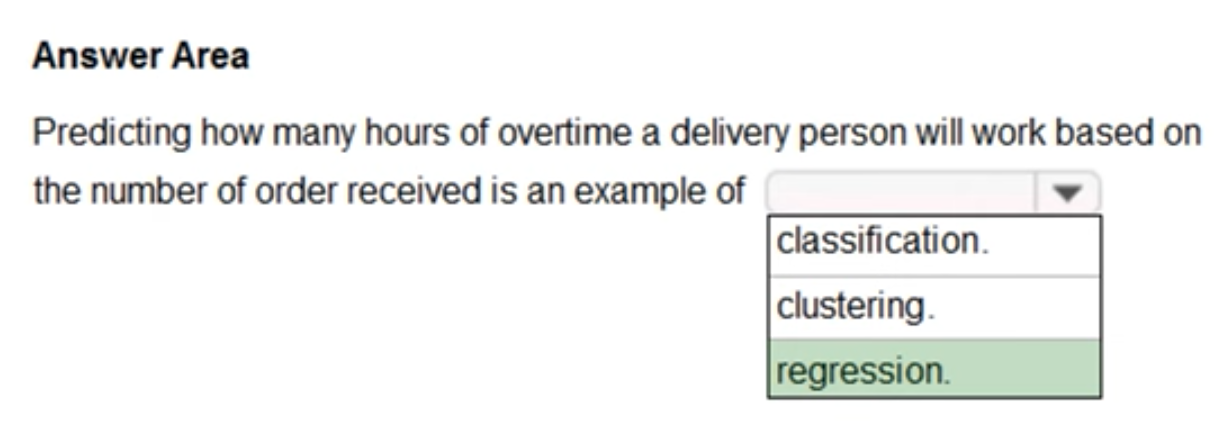 Answer Area
Predicting how many hours of overtime a delivery person will work based on
the number of order received is an example of
classification.
clustering.
regression.